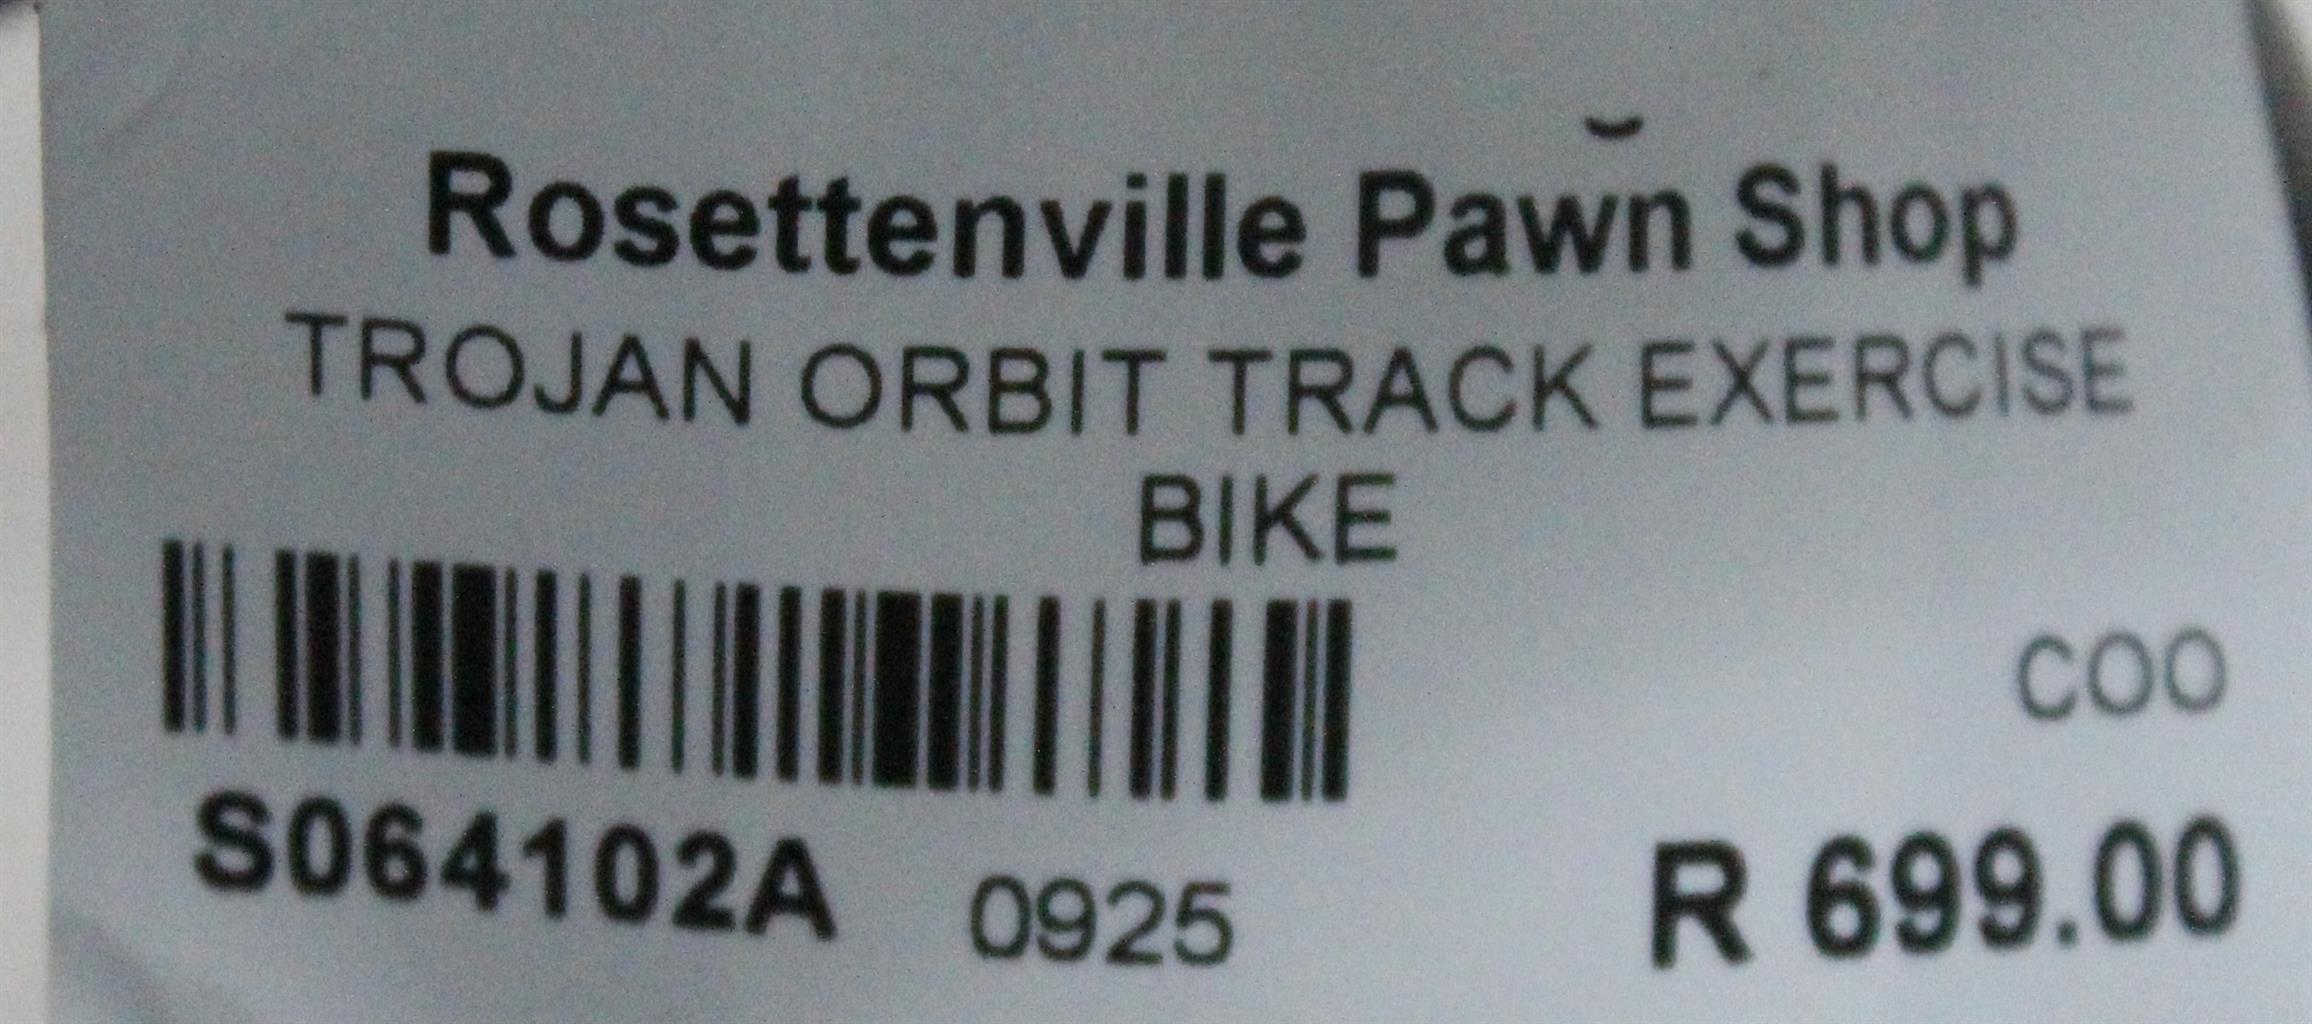 Rosettenville Pawn Shop
TROJAN ORBIT TRACK EXERCISE
BIKE
COO
S064102A 0925 R 699.00